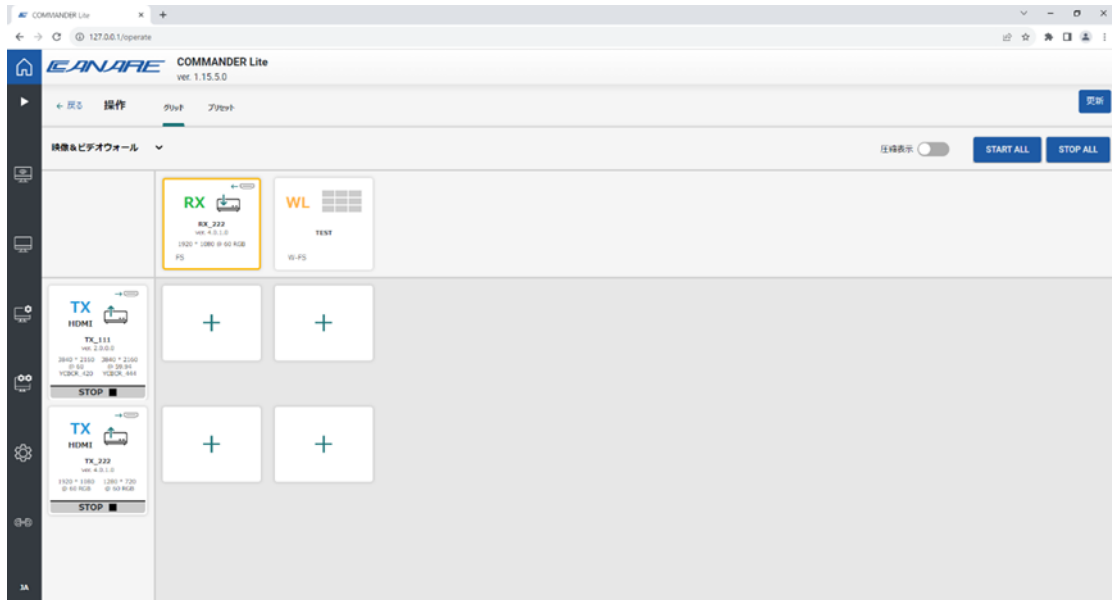 COMMANDER Lite
127.0.0.1/operate
CANARE
COMMANDER Lite
ver. 1.15.5.0
← 戻る 操作 グリッド プリセット 更新
映像&ビデオウォール 圧縮表示 START ALL STOP ALL
RX
RX_222
ver. 4.0.1.0
1920 * 1080 @ 60 RGB
FS
WL
TEST
W-FS
TX
HDMI
TX_111
ver. 2.0.0.0
3840 * 2160 3840 * 2160
@ 60 @ 59.94
YCBCR_420 YCBCR_444
STOP
TX
HDMI
TX_222
ver. 4.0.1.0
1920 * 1080 1280 * 720
@ 60 RGB @ 60 RGB
STOP
JA